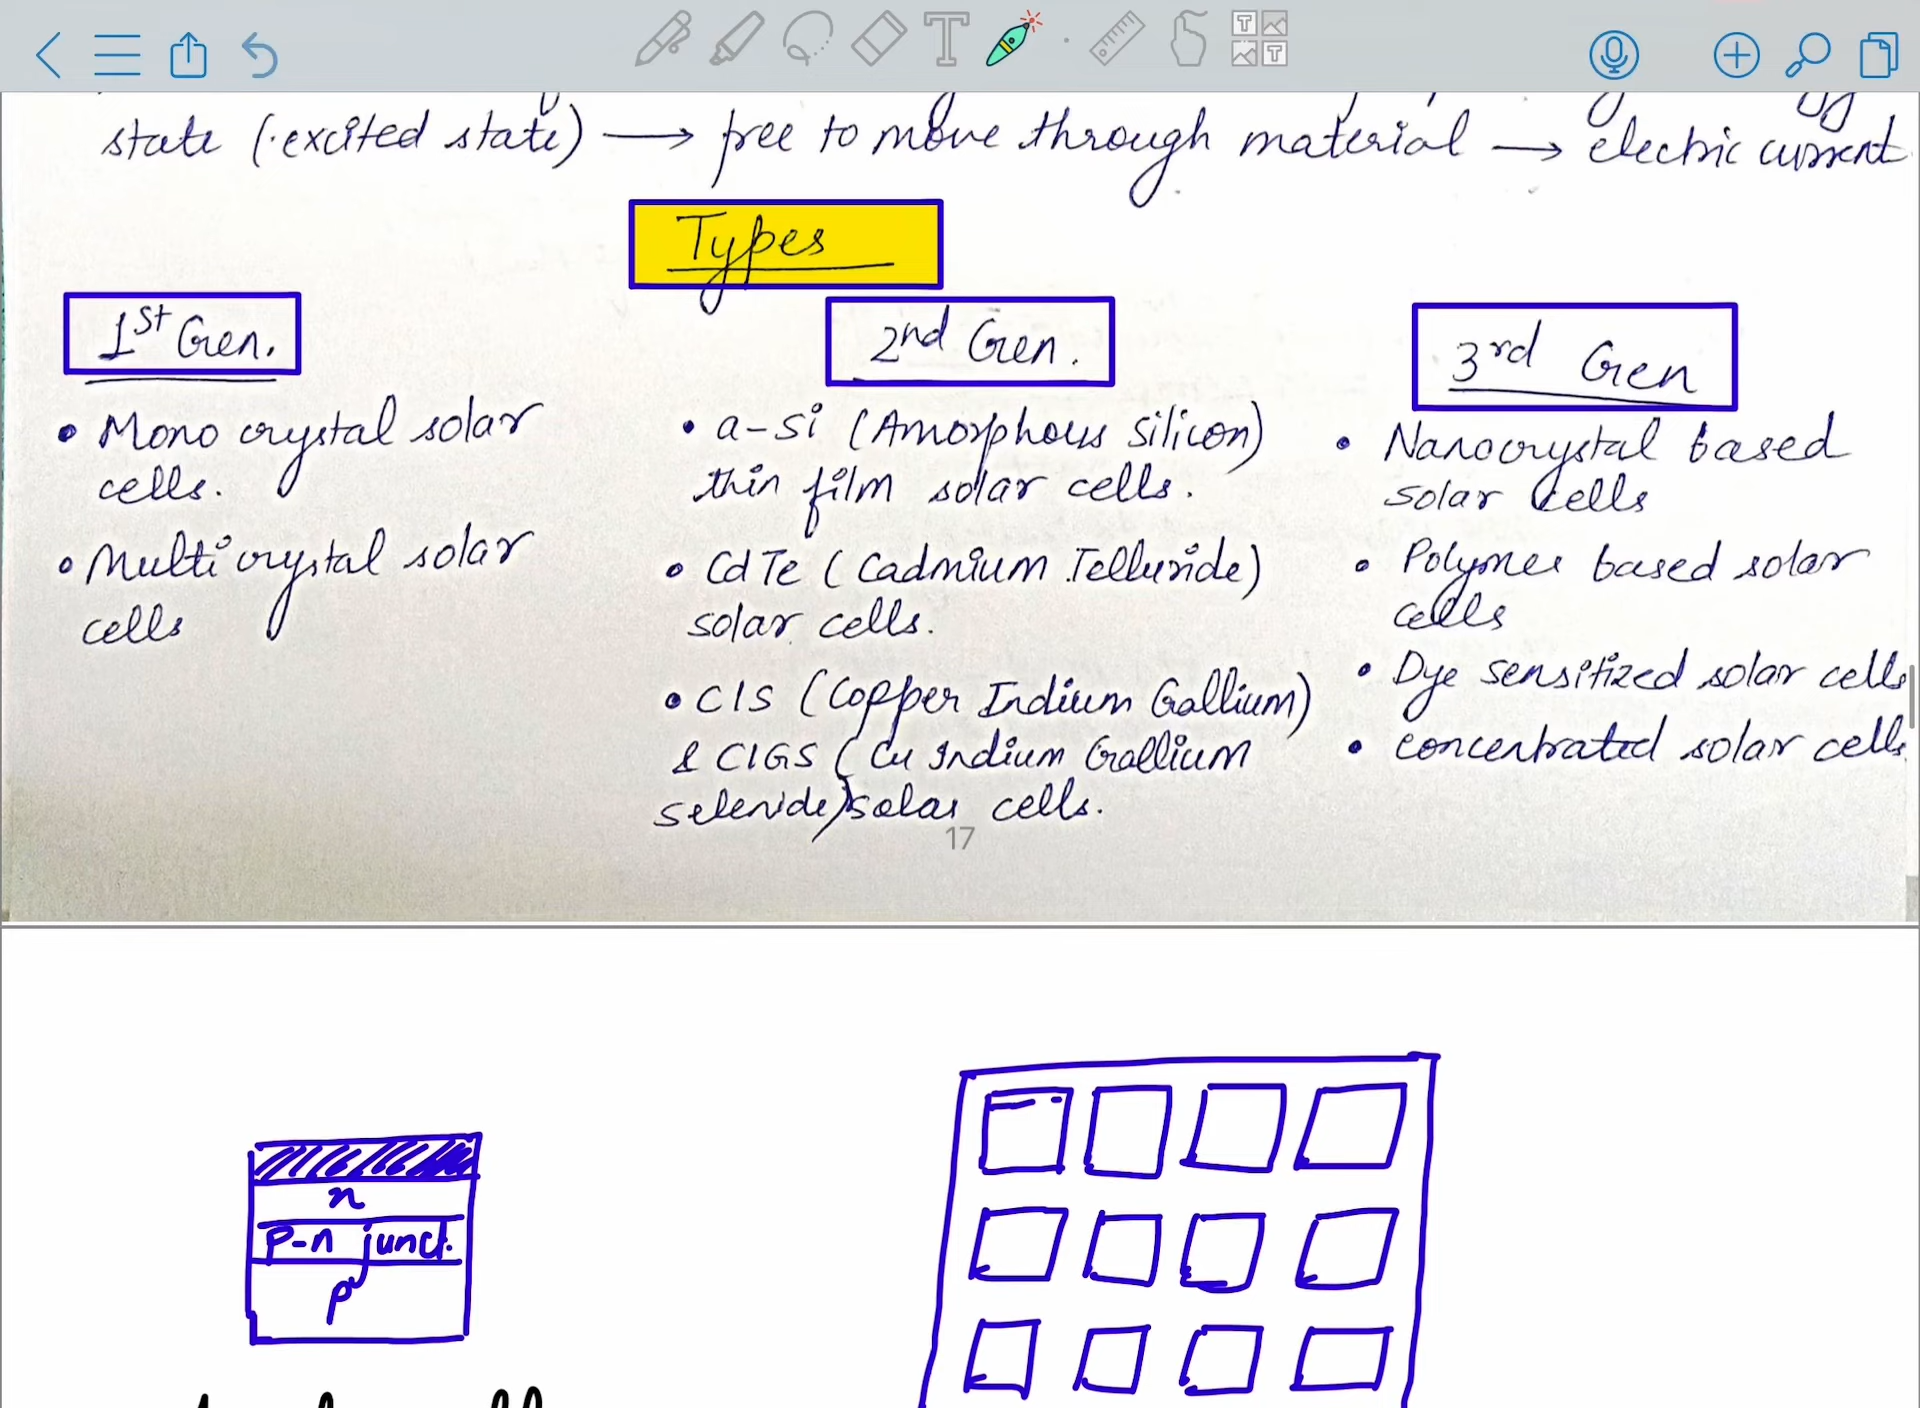 state (excited state) → free to move through material → electric current
Types
1st Gen.
• Mono crystal solar
cells.
• Multi crystal solar
cells
2nd Gen.
• a-Si (Amorphous Silicon)
thin film solar cells.
• CdTe (Cadmium Telluride)
solar cells.
• CIS (Copper Indium Gallium)
& CIGS (Cu Indium Gallium
selenide) solar cells.
3rd Gen
• Nanocrystal based
solar cells
• Polymer based solar
cells
• Dye sensitized solar cells
• concentrated solar cells
17
n
p-n junct.
p